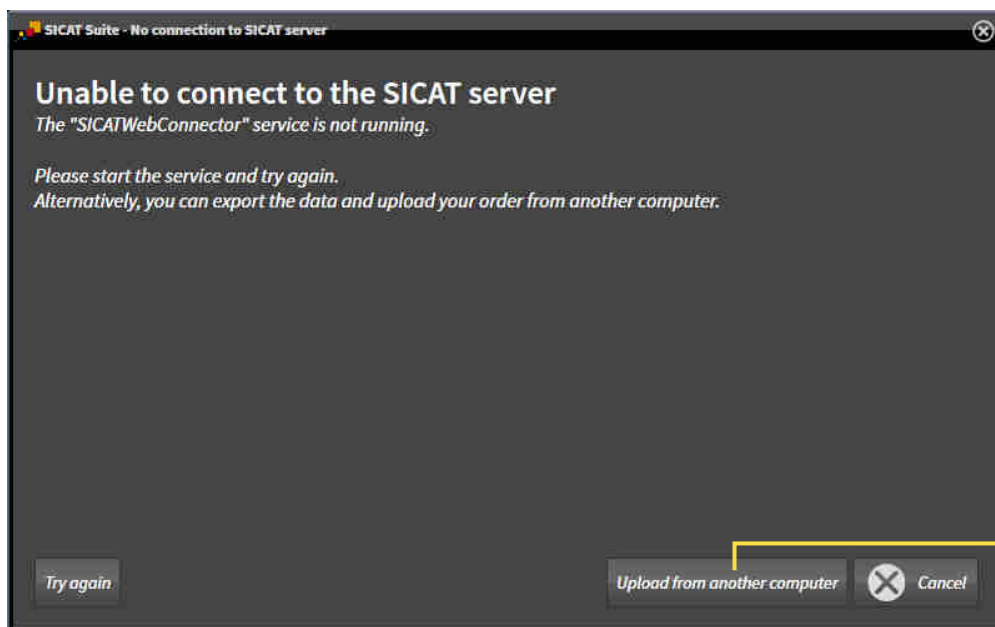 SICAT Suite - No connection to SICAT server
Unable to connect to the SICAT server
The "SICATWebConnector" service is not running.
Please start the service and try again.
Alternatively, you can export the data and upload your order from another computer.
Try again
Upload from another computer
Cancel